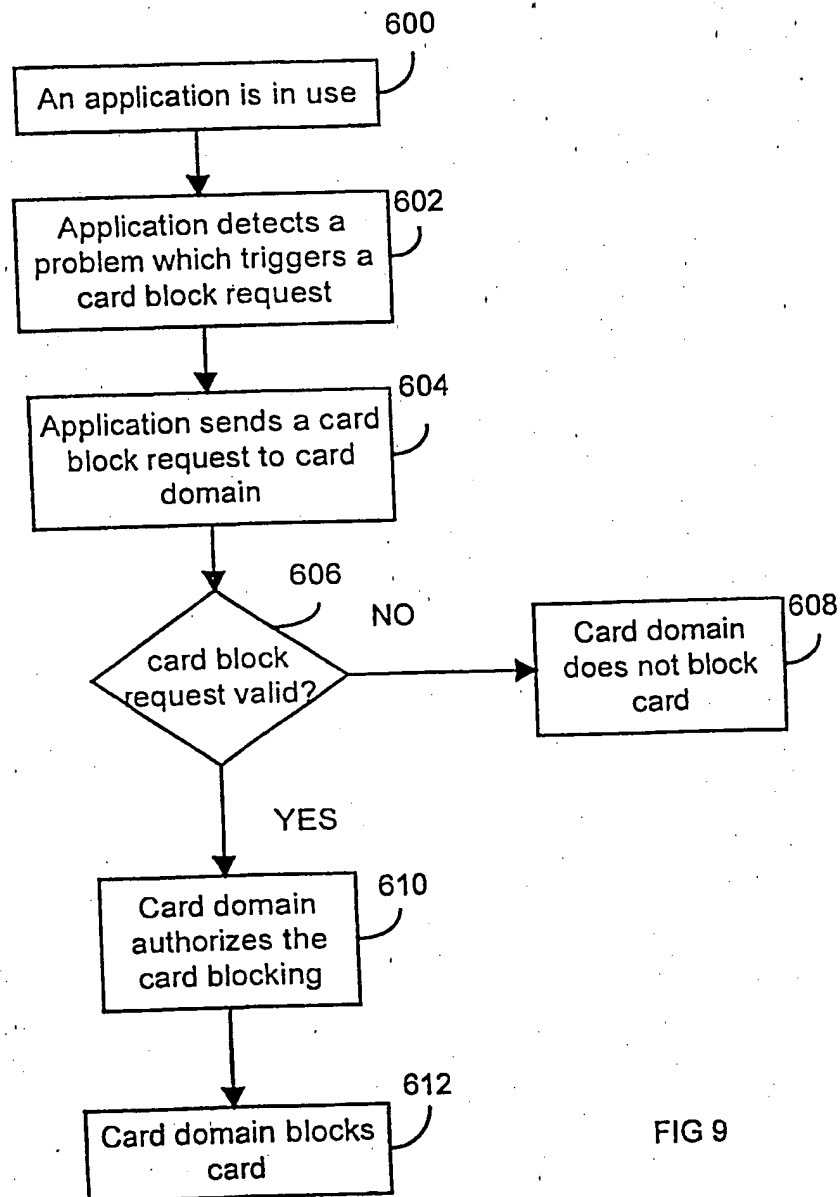 600
An application is in use
602
Application detects a
problem which triggers a
card block request
604
Application sends a card
block request to card
domain
606
card block
request valid?
NO
608
Card domain
does not block
card
YES
610
Card domain
authorizes the
card blocking
612
Card domain blocks
card
FIG 9